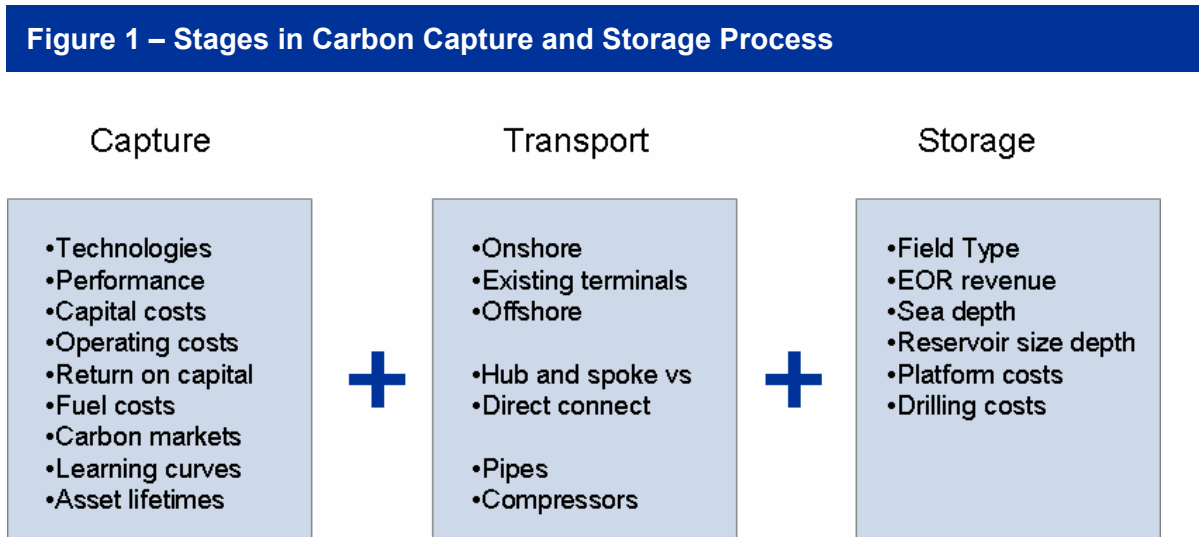 Figure 1 – Stages in Carbon Capture and Storage Process
Capture
•Technologies
•Performance
•Capital costs
•Operating costs
•Return on capital
•Fuel costs
•Carbon markets
•Learning curves
•Asset lifetimes
+
Transport
•Onshore
•Existing terminals
•Offshore
•Hub and spoke vs
•Direct connect
•Pipes
•Compressors
+
Storage
•Field Type
•EOR revenue
•Sea depth
•Reservoir size depth
•Platform costs
•Drilling costs